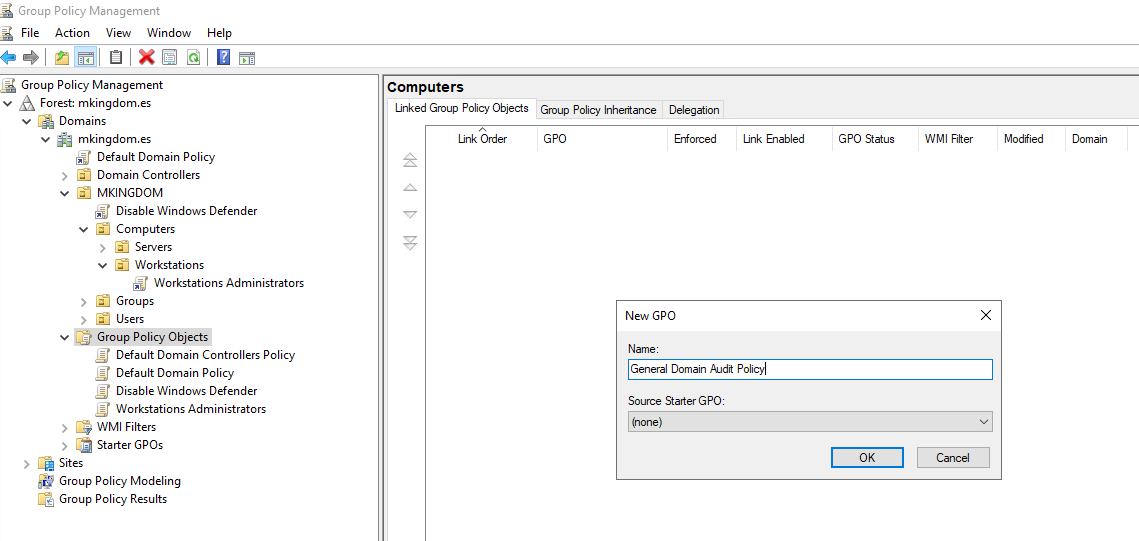 Group Policy Management
File Action View Window Help
Group Policy Management
Forest: mkingdom.es
Domains
mkingdom.es
Default Domain Policy
Domain Controllers
MKINGDOM
Disable Windows Defender
Computers
Servers
Workstations
Workstations Administrators
Groups
Users
Group Policy Objects
Default Domain Controllers Policy
Default Domain Policy
Disable Windows Defender
Workstations Administrators
WMI Filters
Starter GPOs
Sites
Group Policy Modeling
Group Policy Results
Computers
Linked Group Policy Objects Group Policy Inheritance Delegation
Link Order GPO Enforced Link Enabled GPO Status WMI Filter Modified Domain
New GPO
Name:
General Domain Audit Policy
Source Starter GPO:
(none)
OK Cancel